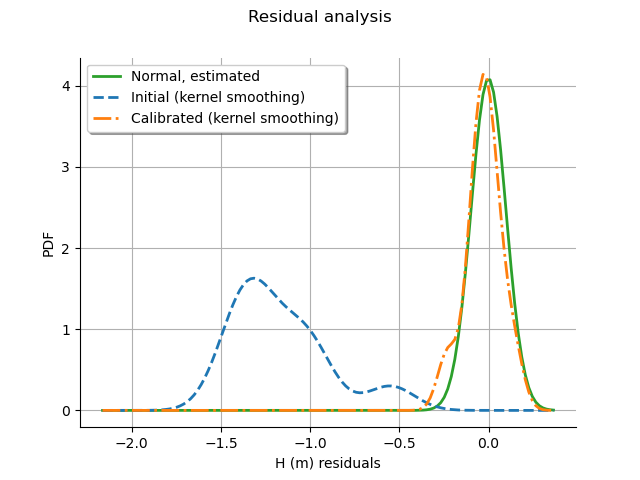 Residual analysis
Normal, estimated
Initial (kernel smoothing)
Calibrated (kernel smoothing)
4
3
2
1
0
PDF
−2.0 −1.5 −1.0 −0.5 0.0
H (m) residuals